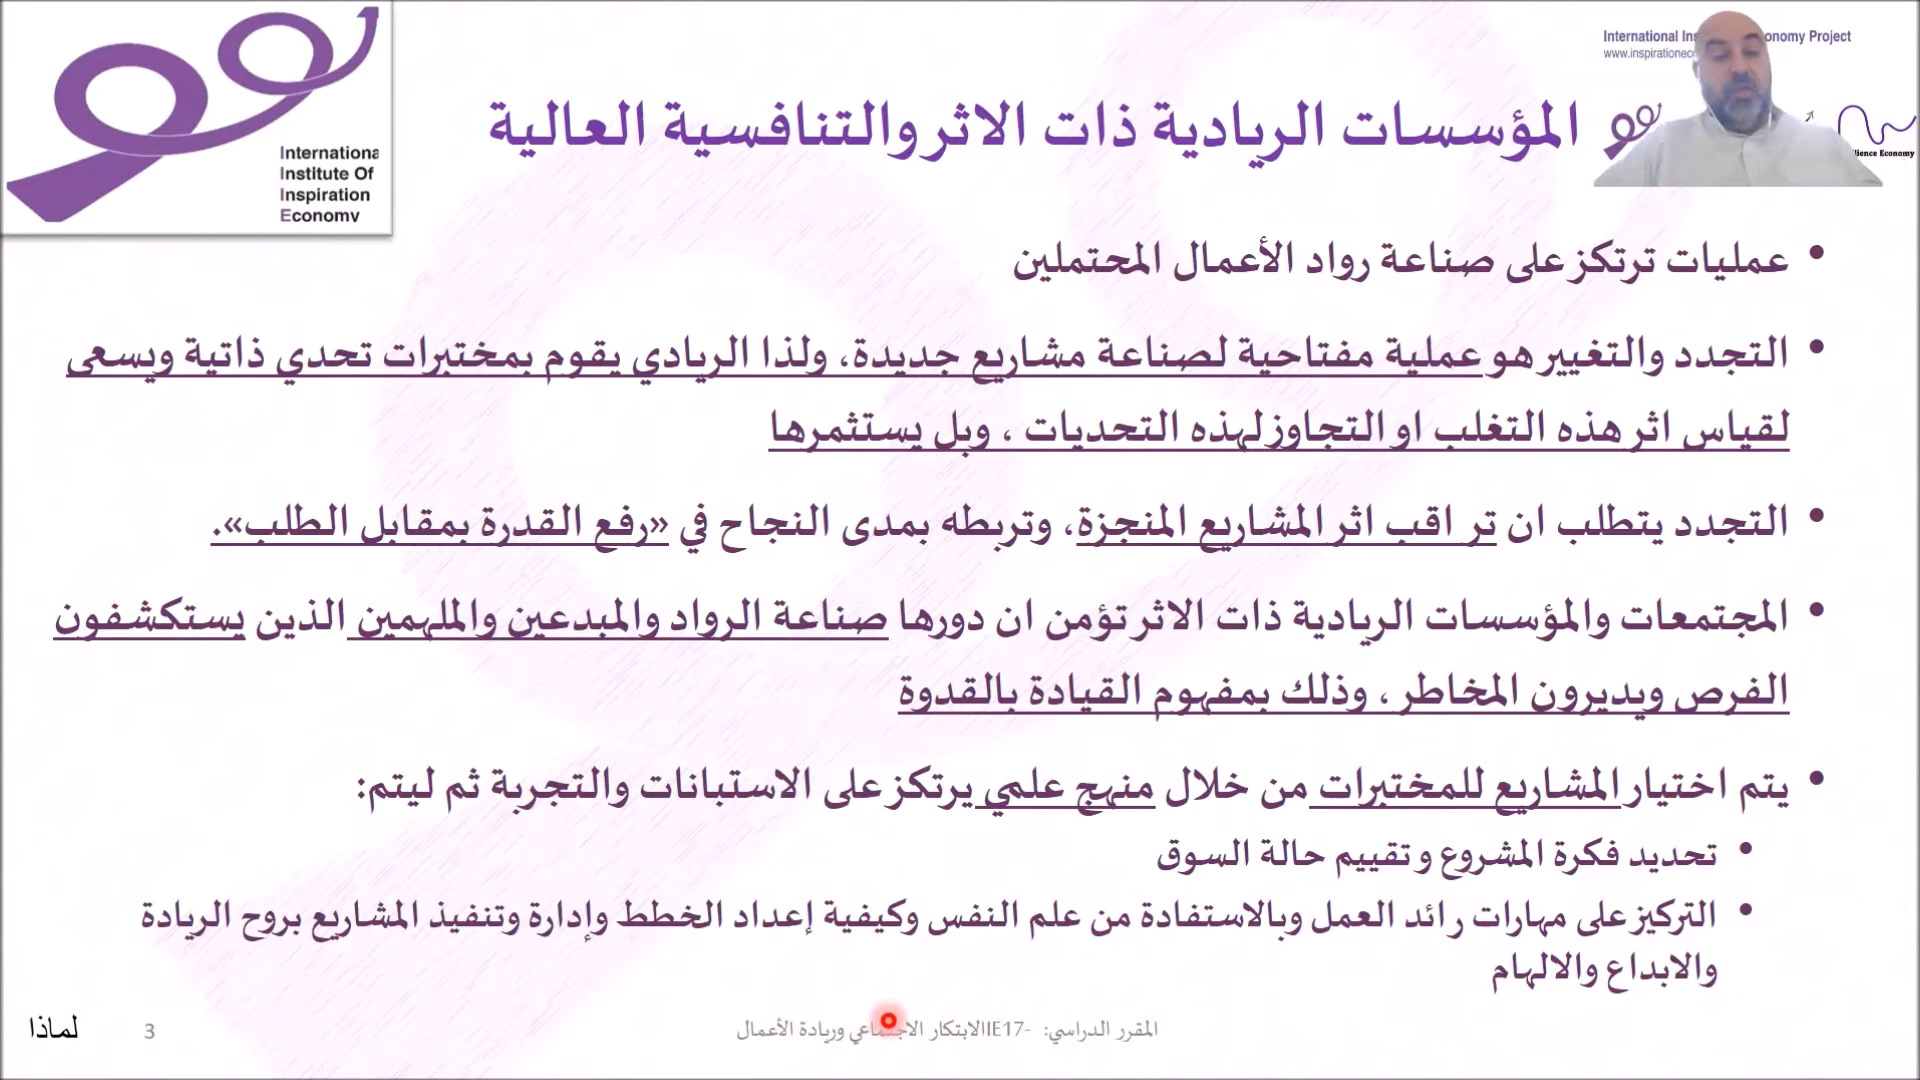 International
Institute Of
Inspiration
Economy
International Ins onomy Project
www.inspirationec
lience Economy
المؤسسات الريادية ذات الاثر والتنافسية العالية
• عمليات ترتكز على صناعة رواد الأعمال المحتملين
• التجدد والتغيير هو عملية مفتاحية لصناعة مشاريع جديدة، ولذا الريادي يقوم بمختبرات تحدي ذاتية ويسعى
لقياس اثر هذه التغلب او التجاوز لهذه التحديات ، وبل يستثمرها
• التجدد يتطلب ان تراقب اثر المشاريع المنجزة، وتربطه بمدى النجاح في «رفع القدرة بمقابل الطلب».
• المجتمعات والمؤسسات الريادية ذات الاثر تؤمن ان دورها صناعة الرواد والمبدعين والملهمين الذين يستكشفون
الفرص ويديرون المخاطر ، وذلك بمفهوم القيادة بالقدوة
• يتم اختيار المشاريع للمختبرات من خلال منهج علمي يرتكز على الاستبانات والتجربة ثم ليتم:
• تحديد فكرة المشروع وتقييم حالة السوق
• التركيز على مهارات رائد العمل وبالاستفادة من علم النفس وكيفية إعداد الخطط وإدارة وتنفيذ المشاريع بروح الريادة
والابداع والالهام
المقرر الدراسي: -IE17الابتكار الاجتماعي وريادة الأعمال
3
لماذا